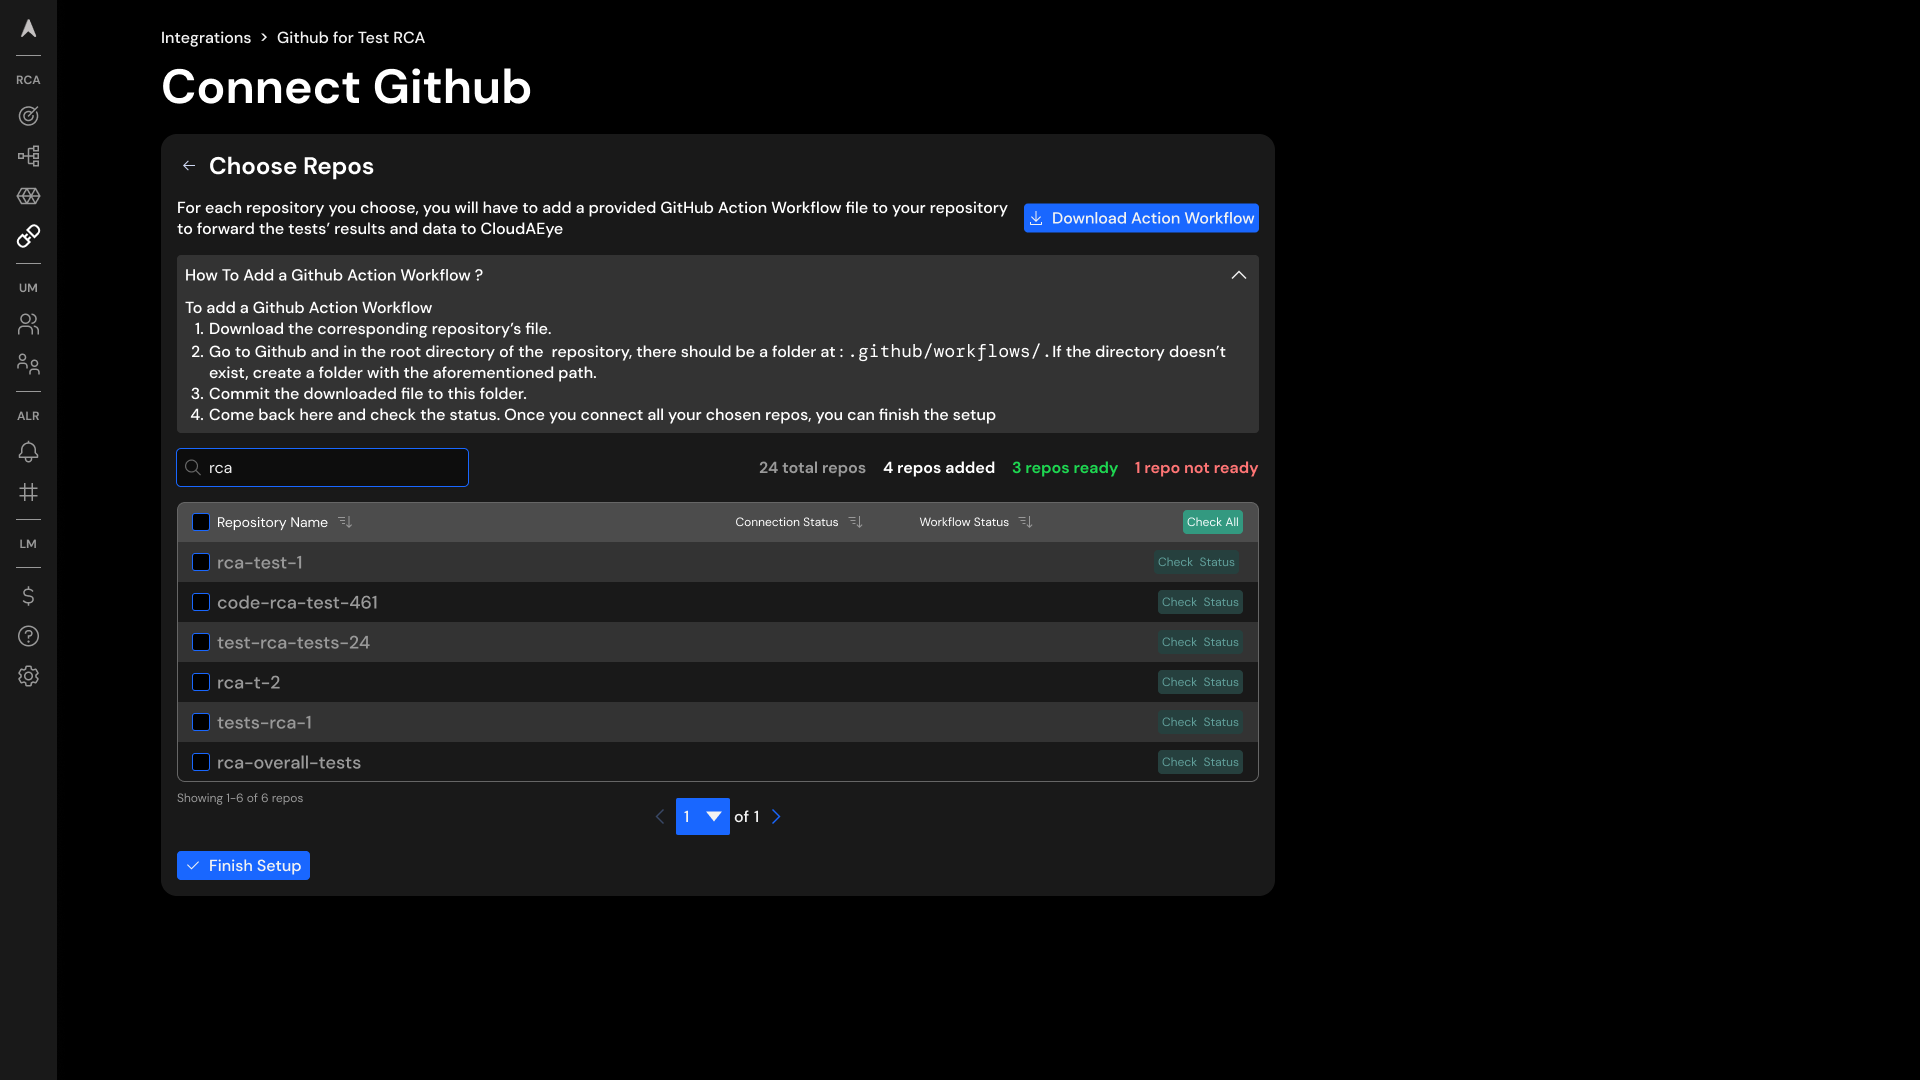 RCA
UM
ALR
LM
Integrations > Github for Test RCA
Connect Github
Choose Repos
For each repository you choose, you will have to add a provided GitHub Action Workflow file to your repository
to forward the tests’ results and data to CloudAEye
Download Action Workflow
How To Add a Github Action Workflow ?
To add a Github Action Workflow
1. Download the corresponding repository’s file.
2. Go to Github and in the root directory of the repository, there should be a folder at : .github/workflows/. If the directory doesn’t
exist, create a folder with the aforementioned path.
3. Commit the downloaded file to this folder.
4. Come back here and check the status. Once you connect all your chosen repos, you can finish the setup
rca
24 total repos 4 repos added 3 repos ready 1 repo not ready
Repository Name Connection Status Workflow Status Check All
rca-test-1 Check Status
code-rca-test-461 Check Status
test-rca-tests-24 Check Status
rca-t-2 Check Status
tests-rca-1 Check Status
rca-overall-tests Check Status
Showing 1-6 of 6 repos
1 of 1
Finish Setup